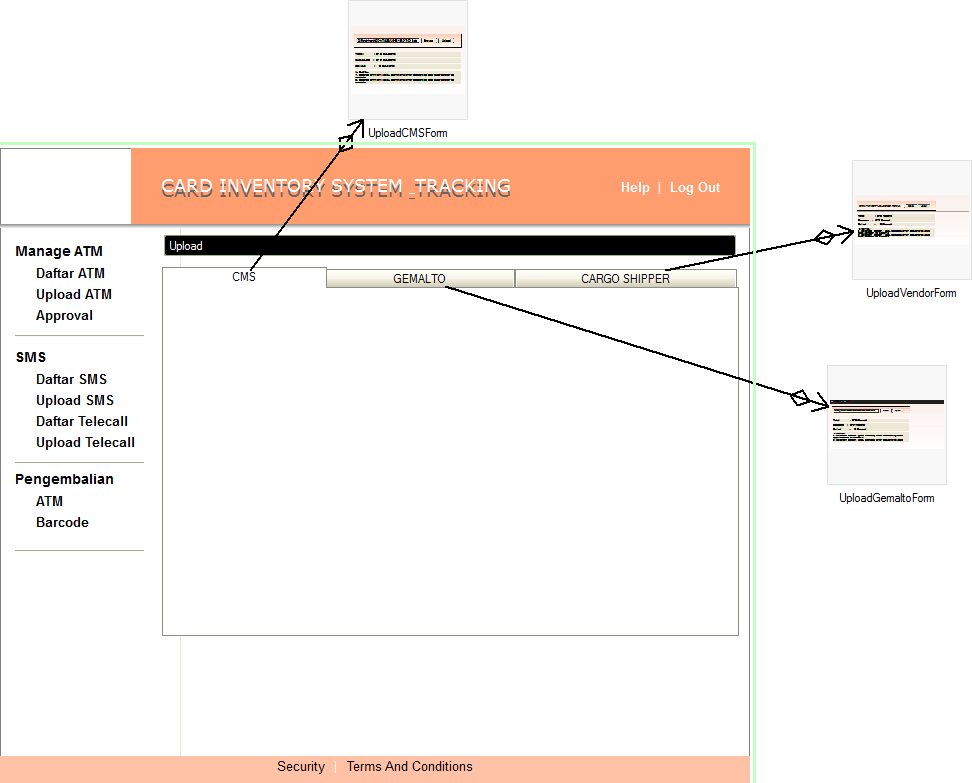 UploadCMSForm
CARD INVENTORY SYSTEM _TRACKING
Help | Log Out
UploadVendorForm
Manage ATM
Daftar ATM
Upload ATM
Approval
SMS
Daftar SMS
Upload SMS
Daftar Telecall
Upload Telecall
Pengembalian
ATM
Barcode
Upload
CMS
GEMALTO
CARGO SHIPPER
UploadGemaltoForm
Security | Terms And Conditions